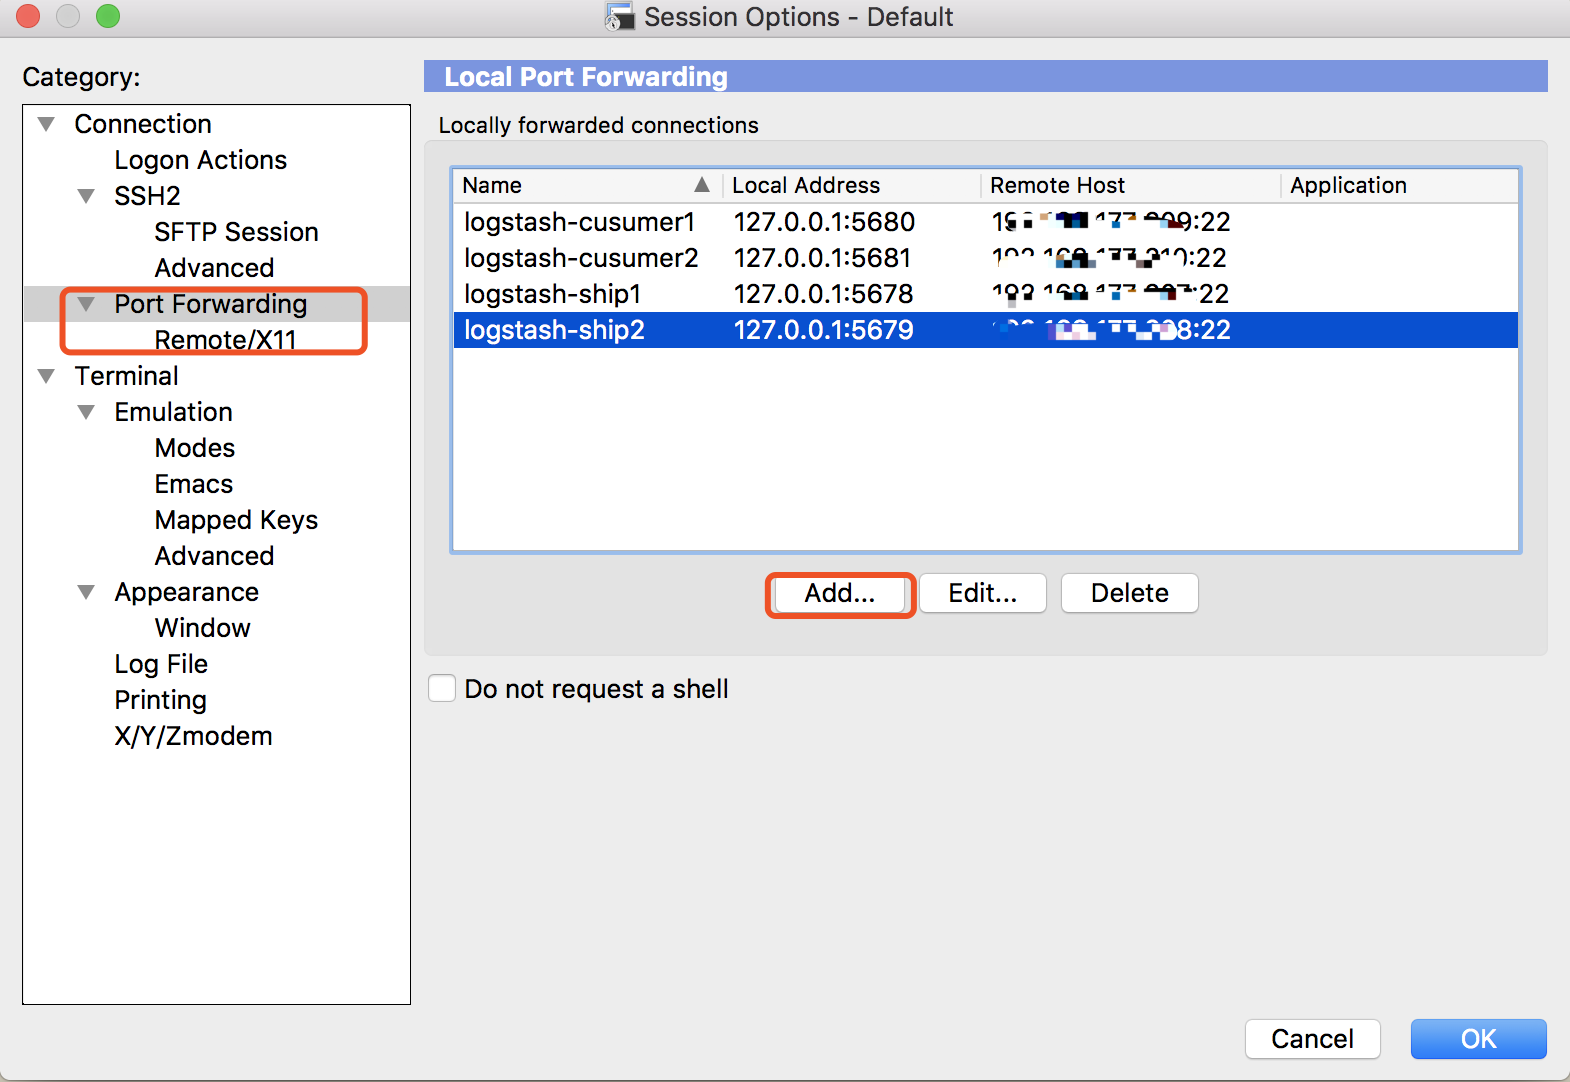 Session Options - Default
Category:
Connection
Logon Actions
SSH2
SFTP Session
Advanced
Port Forwarding
Remote/X11
Terminal
Emulation
Modes
Emacs
Mapped Keys
Advanced
Appearance
Window
Log File
Printing
X/Y/Zmodem
Local Port Forwarding
Locally forwarded connections
Name Local Address Remote Host Application
logstash-cusumer1 127.0.0.1:5680 :22
logstash-cusumer2 127.0.0.1:5681 :22
logstash-ship1 127.0.0.1:5678 :22
logstash-ship2 127.0.0.1:5679 8:22
Add... Edit... Delete
Do not request a shell
Cancel OK